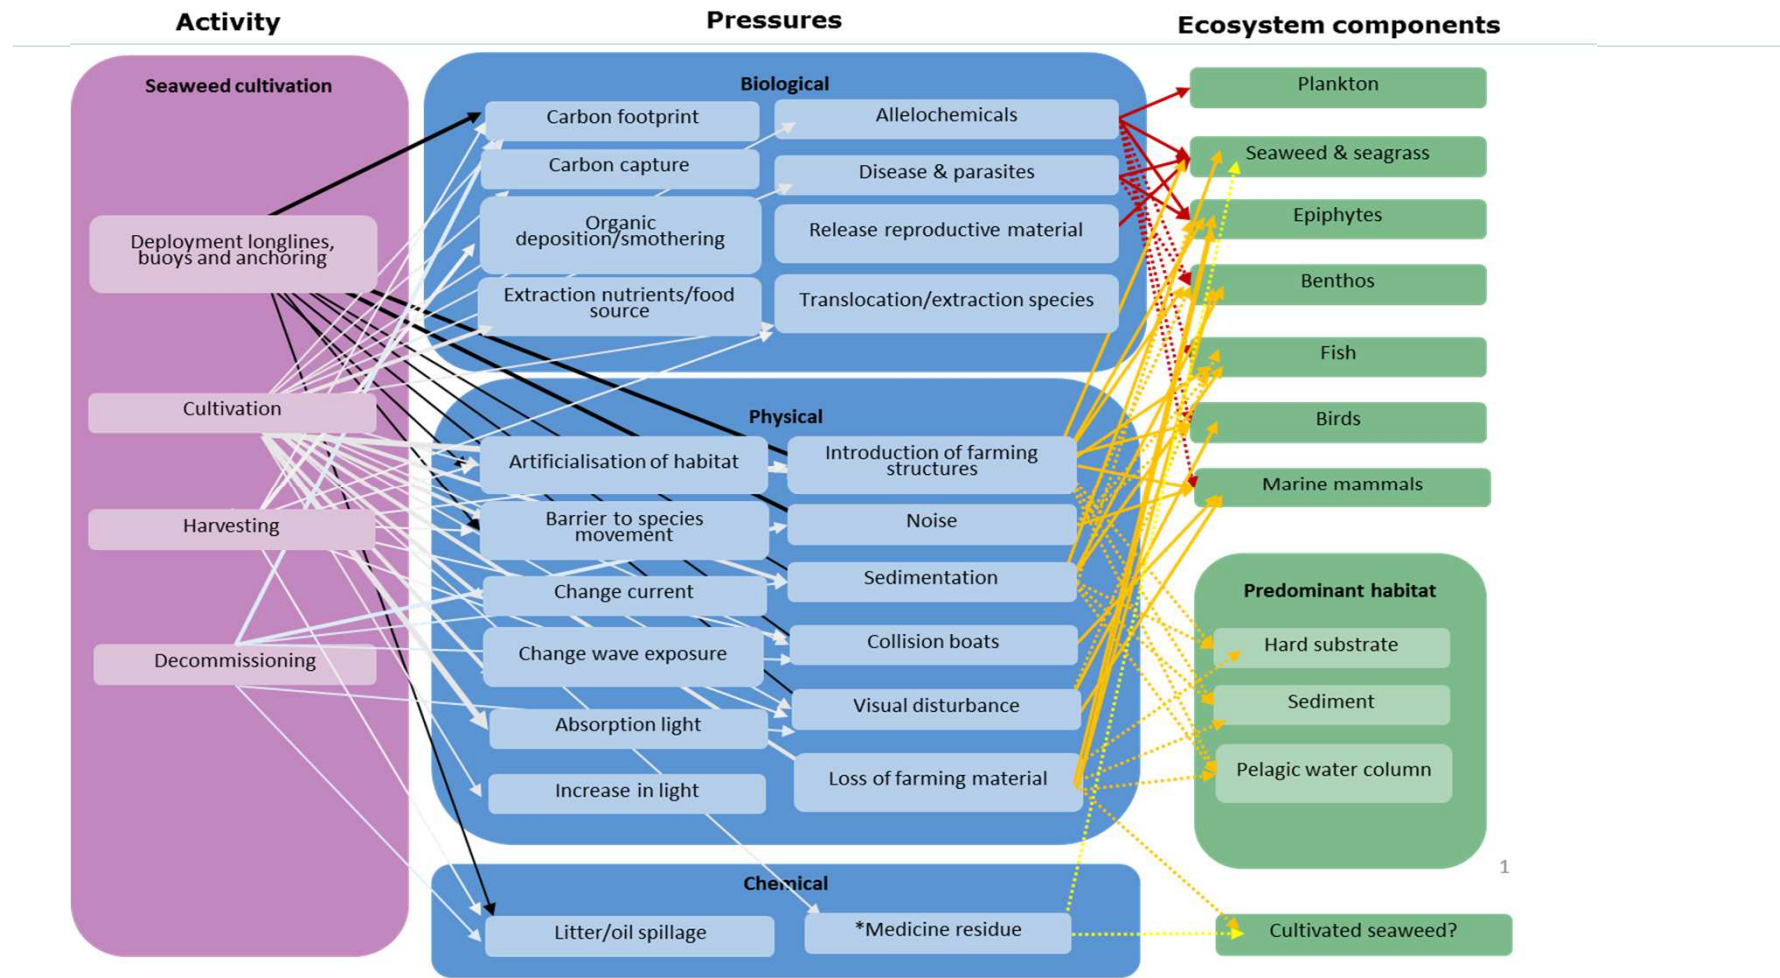 Activity
Pressures
Ecosystem components
Seaweed cultivation
Deployment longlines,
buoys and anchoring
Cultivation
Harvesting
Decommissioning
Biological
Carbon footprint
Allelochemicals
Carbon capture
Disease & parasites
Organic
deposition/smothering
Release reproductive material
Extraction nutrients/food
source
Translocation/extraction species
Physical
Artificialisation of habitat
Introduction of farming
structures
Barrier to species
movement
Noise
Change current
Sedimentation
Change wave exposure
Collision boats
Absorption light
Visual disturbance
Increase in light
Loss of farming material
Chemical
Litter/oil spillage
*Medicine residue
Plankton
Seaweed & seagrass
Epiphytes
Benthos
Fish
Birds
Marine mammals
Predominant habitat
Hard substrate
Sediment
Pelagic water column
1
Cultivated seaweed?